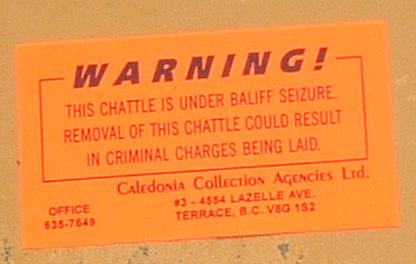 WARNING!
THIS CHATTLE IS UNDER BALIFF SEIZURE.
REMOVAL OF THIS CHATTLE COULD RESULT
IN CRIMINAL CHARGES BEING LAID.
Caledonia Collection Agencies Ltd.
OFFICE
635-7649
#3 - 4554 LAZELLE AVE.
TERRACE, B.C. V8G 1S2